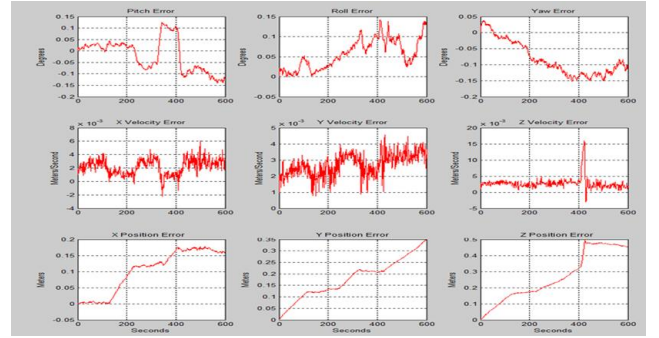 Pitch Error
Roll Error
Yaw Error
0.15
0.1
0.05
0
-0.05
-0.1
-0.15
-0.2
Degrees
0 200 400 600
0.15
0.1
0.05
0
-0.05
Degrees
0 200 400 600
0.05
0
-0.05
-0.1
-0.15
-0.2
Degrees
0 200 400 600
x 10⁻³ X Velocity Error
x 10⁻³ Y Velocity Error
x 10⁻³ Z Velocity Error
8
6
4
2
0
-2
-4
Meters/Second
0 200 400 600
5
4
3
2
1
0
Meters/Second
0 200 400 600
20
15
10
5
0
-5
Meters/Second
0 200 400 600
X Position Error
Y Position Error
Z Position Error
0.2
0.15
0.1
0.05
0
-0.05
Meters
0 200 400 600
Seconds
0.35
0.3
0.25
0.2
0.15
0.1
0.05
0
Meters
0 200 400 600
Seconds
0.5
0.4
0.3
0.2
0.1
0
Meters
0 200 400 600
Seconds